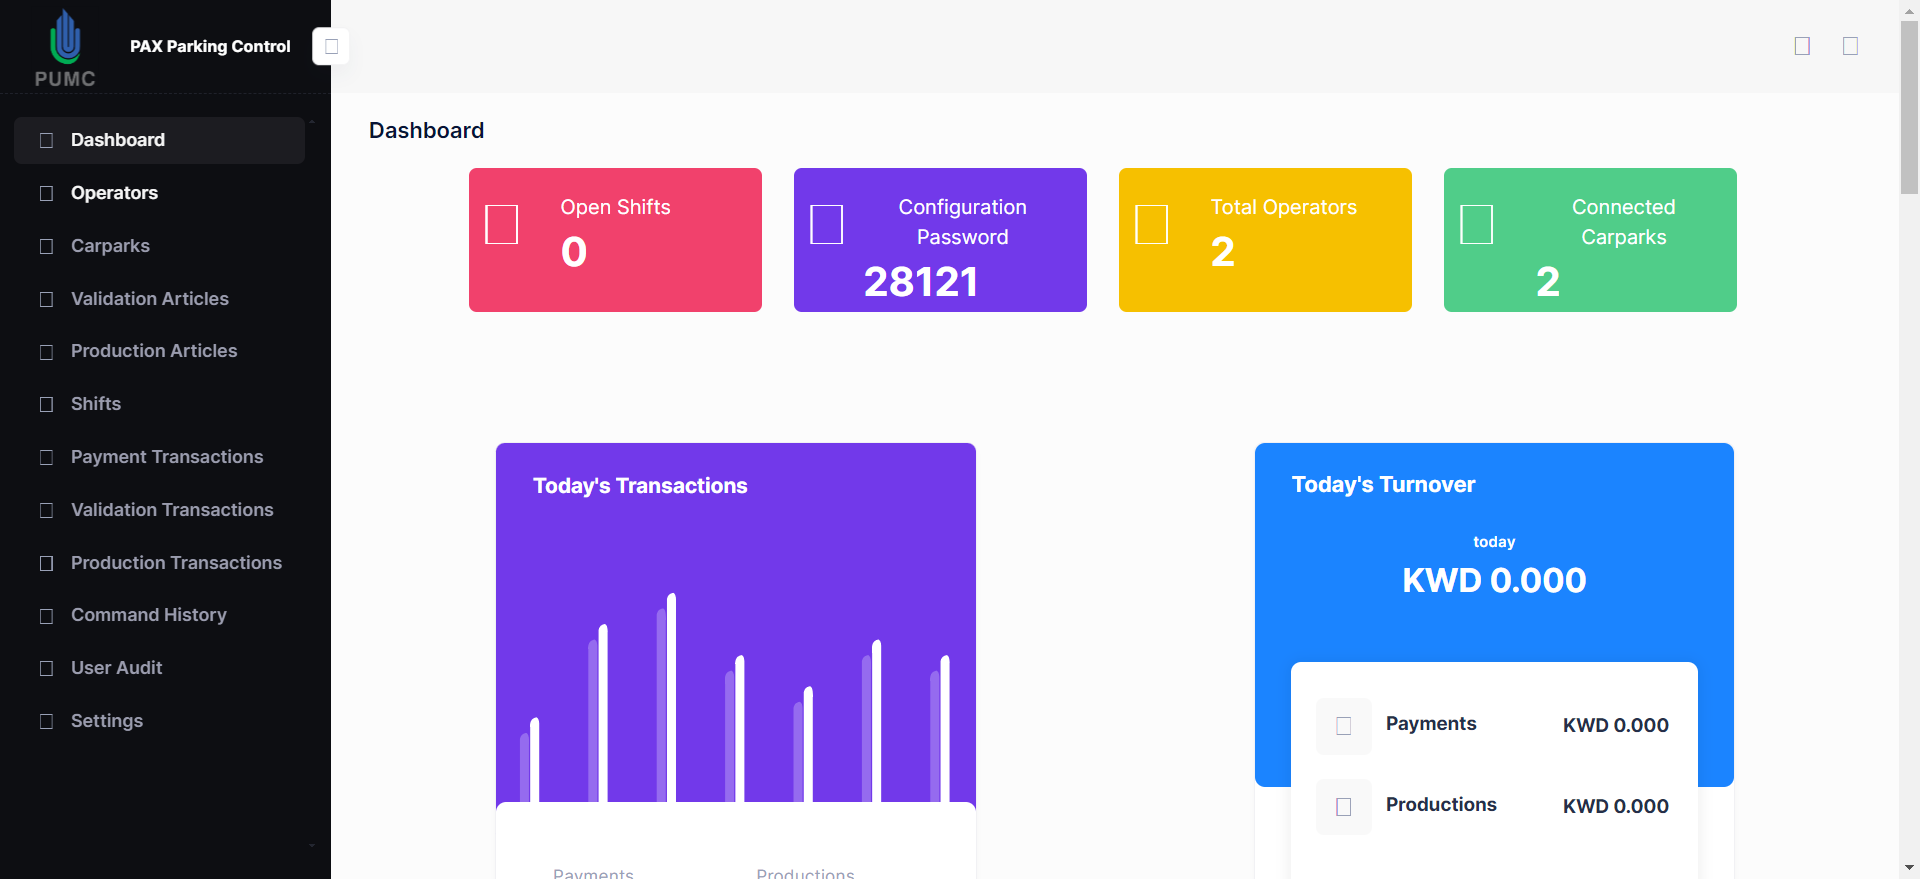 PUMC
PAX Parking Control
Dashboard
Operators
Carparks
Validation Articles
Production Articles
Shifts
Payment Transactions
Validation Transactions
Production Transactions
Command History
User Audit
Settings
Dashboard
Open Shifts
0
Configuration
Password
28121
Total Operators
2
Connected
Carparks
2
Today's Transactions
Payments
Productions
Today's Turnover
today
KWD 0.000
Payments
KWD 0.000
Productions
KWD 0.000